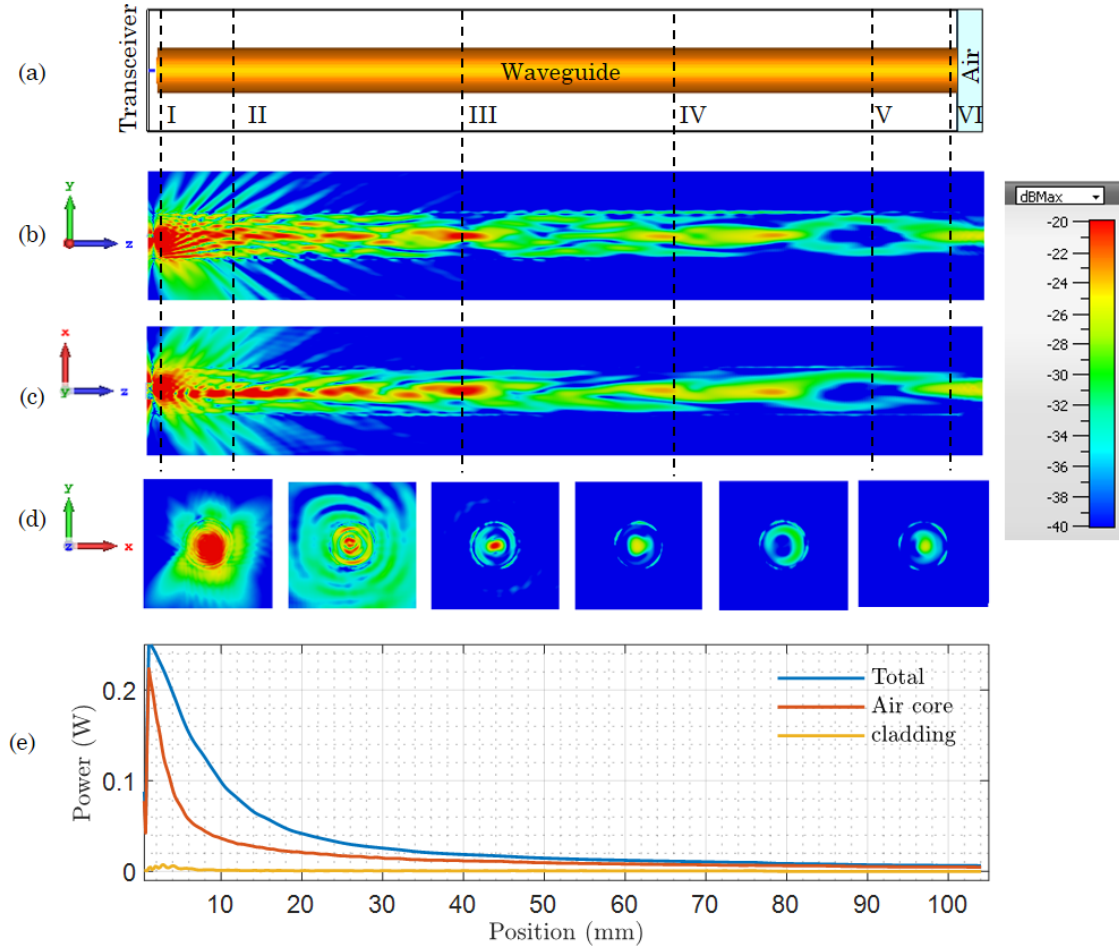 (a)
Transceiver
Waveguide
Air
I
II
III
IV
V
VI
(b)
y
z
dBMax
-20
-22
-24
-26
-28
-30
-32
-34
-36
-38
-40
(c)
x
y
z
(d)
y
z
x
(e)
Power (W)
0.2
0.1
0
Total
Air core
cladding
10 20 30 40 50 60 70 80 90 100
Position (mm)